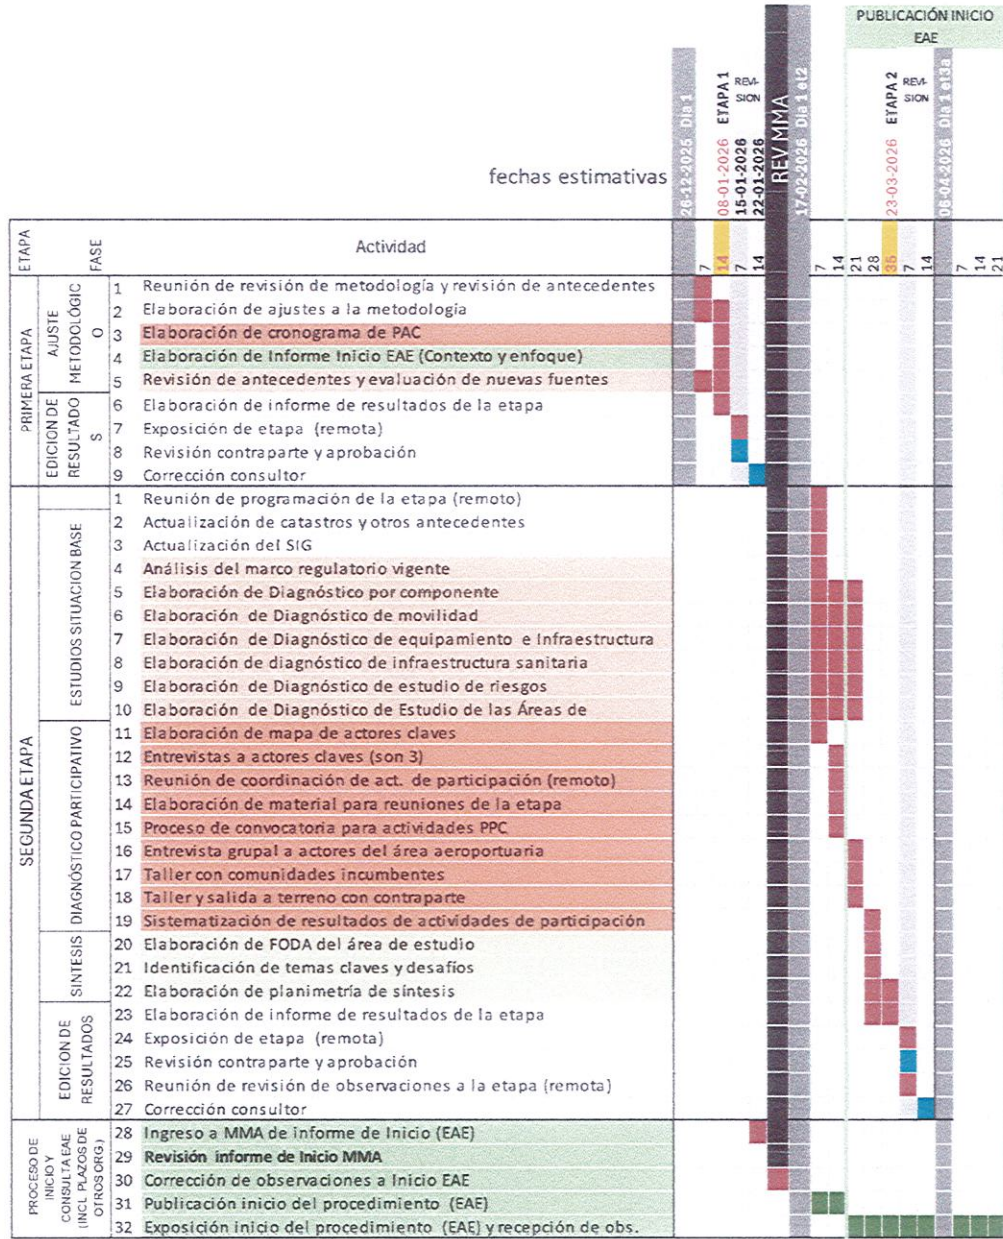 PUBLICACIÓN INICIO
EAE
fechas estimativas
26-12-2025 Dia 1
08-01-2026 ETAPA 1
15-01-2026 REVI-
SION
22-01-2026
REV MMA
17-02-2026 Dia 1 et2
23-03-2026 ETAPA 2
REVI-
SION
06-04-2026 Dia 1 et3a
ETAPA FASE Actividad 7 14 7 14 7 14 21 28 35 7 14 7 14 21
PRIMERA ETAPA
AJUSTE
METODOLÓGIC
O
1 Reunión de revisión de metodología y revisión de antecedentes
2 Elaboración de ajustes a la metodología
3 Elaboración de cronograma de PAC
4 Elaboración de Informe Inicio EAE (Contexto y enfoque)
5 Revisión de antecedentes y evaluación de nuevas fuentes
EDICION DE
RESULTADO
S
6 Elaboración de informe de resultados de la etapa
7 Exposición de etapa (remota)
8 Revisión contraparte y aprobación
9 Corrección consultor
SEGUNDA ETAPA
1 Reunión de programación de la etapa (remoto)
ESTUDIOS SITUACION BASE
2 Actualización de catastros y otros antecedentes
3 Actualización del SIG
4 Análisis del marco regulatorio vigente
5 Elaboración de Diagnóstico por componente
6 Elaboración de Diagnóstico de movilidad
7 Elaboración de Diagnóstico de equipamiento e Infraestructura
8 Elaboración de diagnóstico de infraestructura sanitaria
9 Elaboración de Diagnóstico de estudio de riesgos
10 Elaboración de Diagnóstico de Estudio de las Áreas de
DIAGNÓSTICO PARTICIPATIVO
11 Elaboración de mapa de actores claves
12 Entrevistas a actores claves (son 3)
13 Reunión de coordinación de act. de participación (remoto)
14 Elaboración de material para reuniones de la etapa
15 Proceso de convocatoria para actividades PPC
16 Entrevista grupal a actores del área aeroportuaria
17 Taller con comunidades incumbentes
18 Taller y salida a terreno con contraparte
19 Sistematización de resultados de actividades de participación
SINTESIS
20 Elaboración de FODA del área de estudio
21 Identificación de temas claves y desafíos
22 Elaboración de planimetría de síntesis
EDICION DE
RESULTADOS
23 Elaboración de informe de resultados de la etapa
24 Exposición de etapa (remota)
25 Revisión contraparte y aprobación
26 Reunión de revisión de observaciones a la etapa (remota)
27 Corrección consultor
PROCESO DE
INICIO Y
CONSULTA EAE
(INCL. PLAZOS DE
OTROS ORG.)
28 Ingreso a MMA de informe de Inicio (EAE)
29 Revisión informe de Inicio MMA
30 Corrección de observaciones a Inicio EAE
31 Publicación inicio del procedimiento (EAE)
32 Exposición inicio del procedimiento (EAE) y recepción de obs.